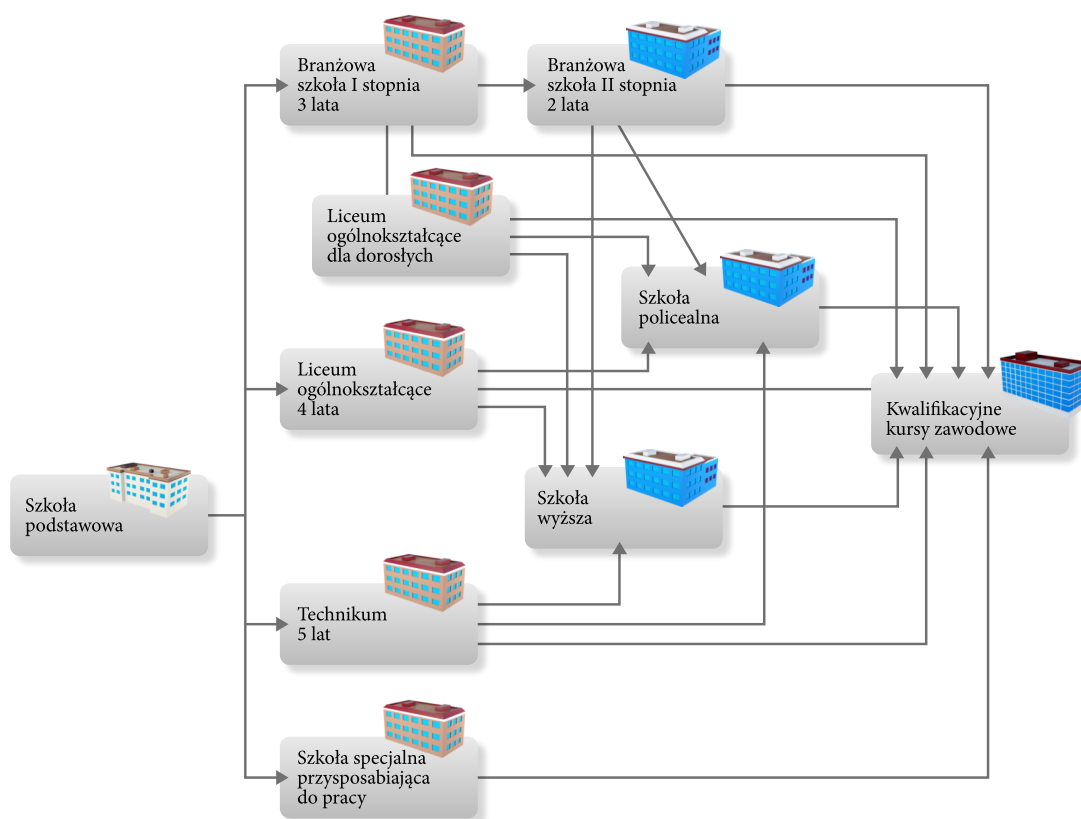 Branżowa
szkoła I stopnia
3 lata
Branżowa
szkoła II stopnia
2 lata
Liceum
ogólnokształcące
dla dorosłych
Szkoła
policealna
Liceum
ogólnokształcące
4 lata
Kwalifikacyjne
kursy zawodowe
Szkoła
podstawowa
Szkoła
wyższa
Technikum
5 lat
Szkoła specjalna
przysposabiająca
do pracy